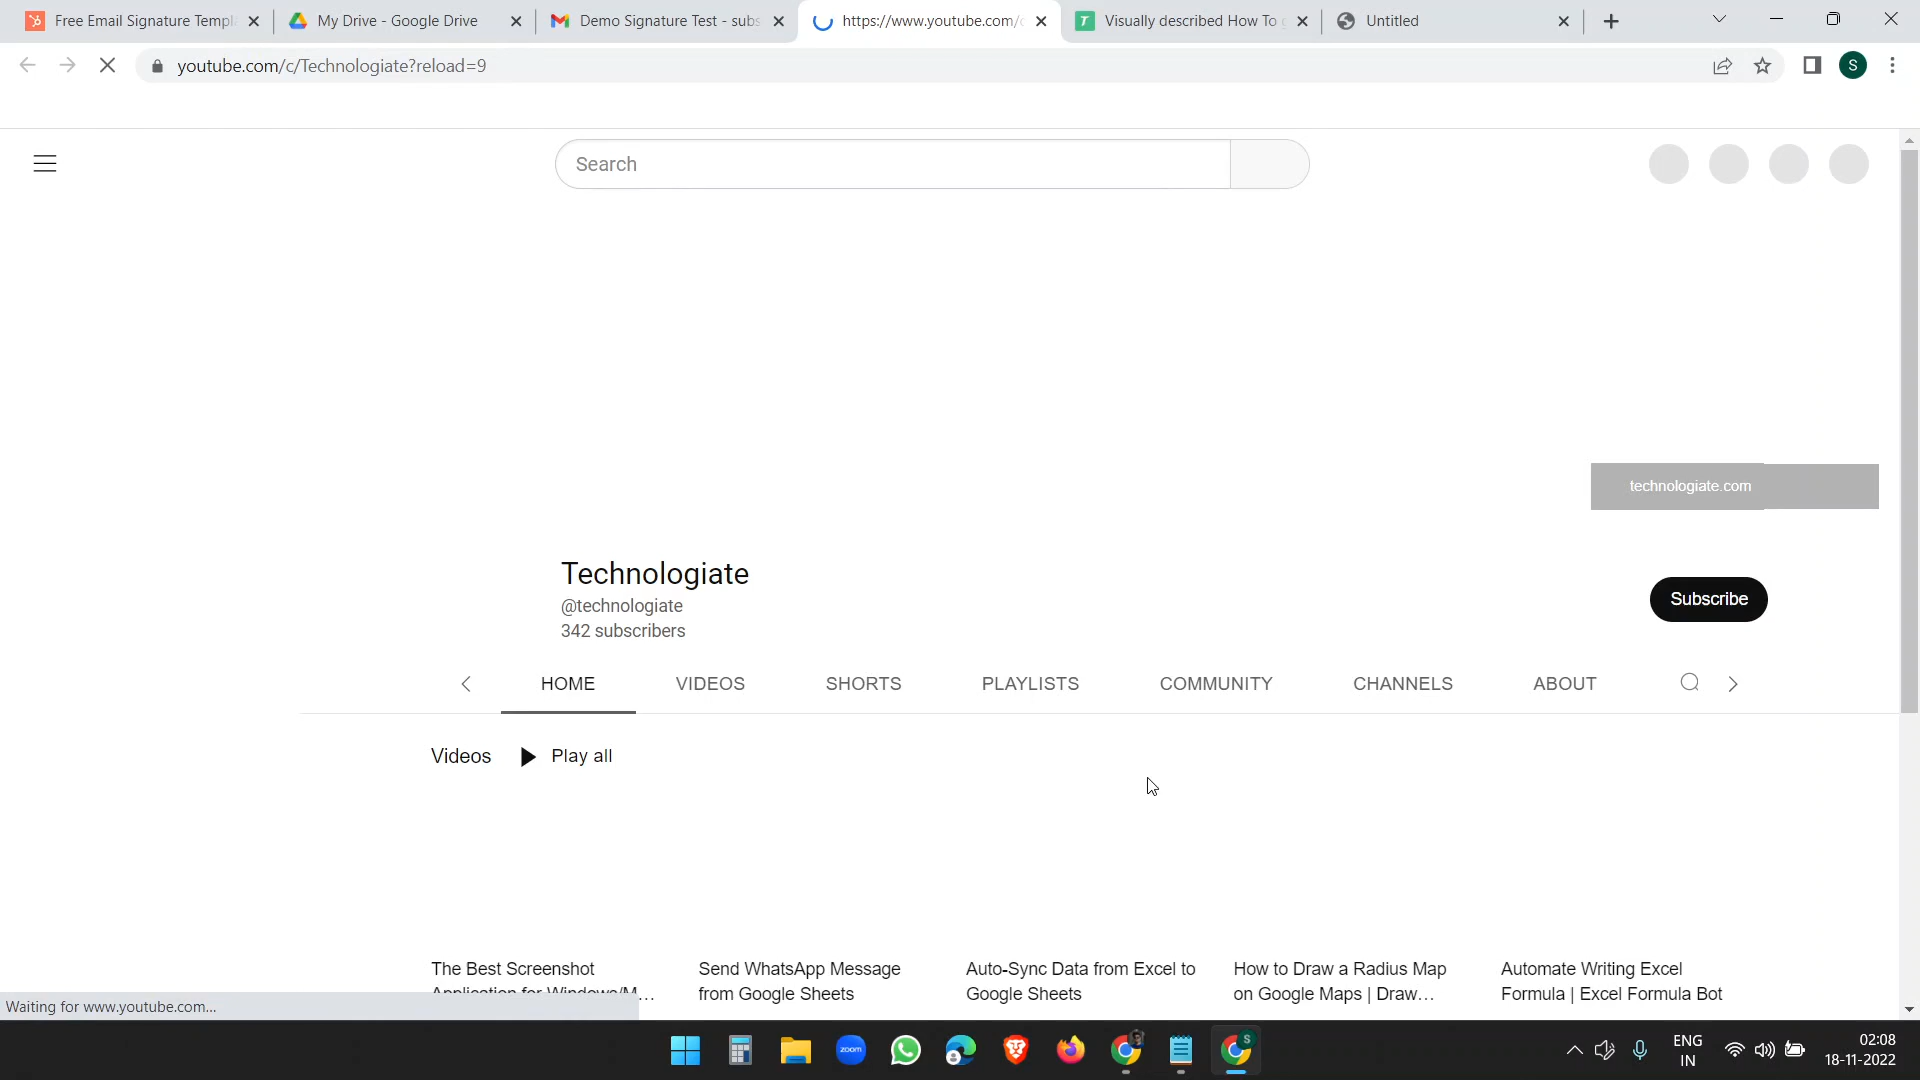 Free Email Signature Templ
My Drive - Google Drive
Demo Signature Test - subs
https://www.youtube.com/c
Visually described How To g
Untitled
youtube.com/c/Technologiate?reload=9
S
Search
technologiate.com
Technologiate
@technologiate
342 subscribers
Subscribe
HOME VIDEOS SHORTS PLAYLISTS COMMUNITY CHANNELS ABOUT
Videos Play all
The Best Screenshot
Application for Windows/M...
Send WhatsApp Message
from Google Sheets
Auto-Sync Data from Excel to
Google Sheets
How to Draw a Radius Map
on Google Maps | Draw...
Automate Writing Excel
Formula | Excel Formula Bot
Waiting for www.youtube.com...
zoom
S
ENG
IN
02:08
18-11-2022